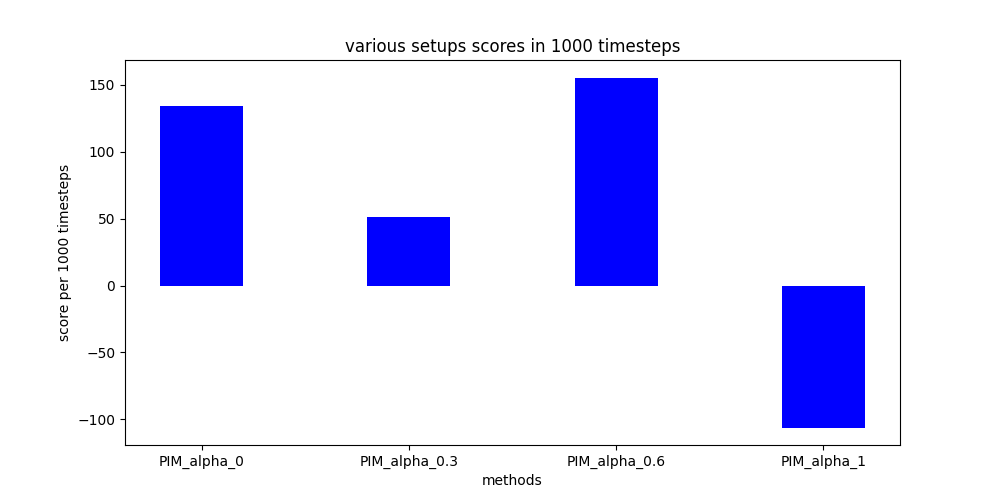 various setups scores in 1000 timesteps
score per 1000 timesteps
150
100
50
0
−50
−100
PIM_alpha_0 PIM_alpha_0.3 PIM_alpha_0.6 PIM_alpha_1
methods